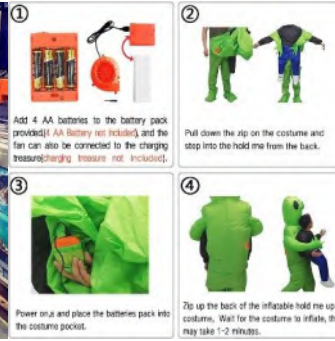 ①
Add 4 AA batteries to the battery pack
provided(4 AA Battery not included), and the
fan can also be connected to the charging
treasure(charging treasure not included).
②
Pull down the zip on the costume and
step into the hold me from the back.
③
Power on,s and place the batteries pack into
the costume pocket.
④
Zip up the back of the inflatable hold me up
costume, Wait for the costume to inflate, th
may take 1-2 minutes.